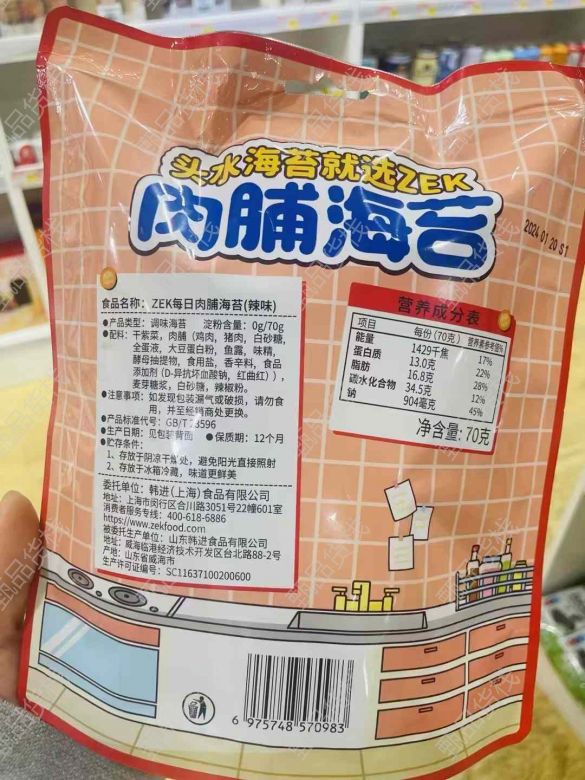 头水海苔就选ZEK
肉脯海苔
2024 01 20 S1
食品名称：ZEK每日肉脯海苔(辣味)
●产品类型：调味海苔 淀粉含量：0g/70g
●配料：干紫菜，肉脯（鸡肉，猪肉，白砂糖，
全蛋液，大豆蛋白粉，鱼露，味精，
酵母抽提物，食用盐，香辛料，食品
添加剂（D-异抗坏血酸钠，红曲红）），
麦芽糖浆，白砂糖，辣椒粉。
●注意事项：如发现包装漏气或破损，请勿食
用，并至经销商处更换。
●产品标准代号：GB/T 23596
●生产日期：见包装背面 ●保质期：12个月
●贮存条件：
1、存放于阴凉干燥处，避免阳光直接照射
2、存放于冰箱冷藏，味道更鲜美
委托单位：韩进（上海）食品有限公司
地址：上海市闵行区合川路3051号22幢601室
消费者服务专线：400-618-6886
https://www.zekfood.com
被委托生产单位：山东韩进食品有限公司
地址：威海临港经济技术开发区台北路88-2号
产地：山东省威海市
生产许可证编号：SC11637100200600
营养成分表
项目 每份（70克） 营养素参考值%
能量 1429千焦 17%
蛋白质 13.0克 22%
脂肪 16.8克 28%
碳水化合物 34.5克 12%
钠 904毫克 45%
净含量：70克
6 975748 570983
甄品货栈